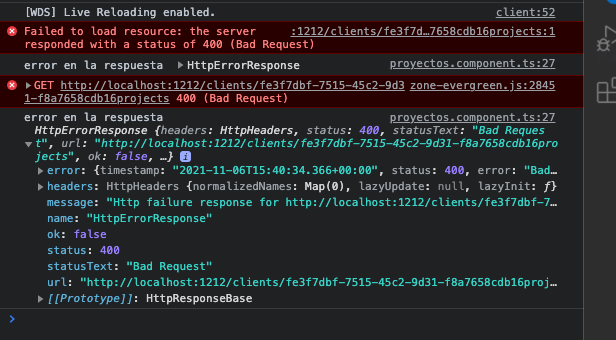 [WDS] Live Reloading enabled. client:52
Failed to load resource: the server :1212/clients/fe3f7d…7658cdb16projects:1
responded with a status of 400 (Bad Request)
error en la respuesta ▶HttpErrorResponse proyectos.component.ts:27
▶GET http://localhost:1212/clients/fe3f7dbf-7515-45c2-9d3 zone-evergreen.js:2845
1-f8a7658cdb16projects 400 (Bad Request)
error en la respuesta proyectos.component.ts:27
HttpErrorResponse {headers: HttpHeaders, status: 400, statusText: "Bad Reques
t", url: "http://localhost:1212/clients/fe3f7dbf-7515-45c2-9d31-f8a7658cdb16pro
jects", ok: false, …} i
▶error: {timestamp: "2021-11-06T15:40:34.366+00:00", status: 400, error: "Bad…
▶headers: HttpHeaders {normalizedNames: Map(0), lazyUpdate: null, lazyInit: ƒ}
message: "Http failure response for http://localhost:1212/clients/fe3f7dbf-7…
name: "HttpErrorResponse"
ok: false
status: 400
statusText: "Bad Request"
url: "http://localhost:1212/clients/fe3f7dbf-7515-45c2-9d31-f8a7658cdb16proj…
▶[[Prototype]]: HttpResponseBase